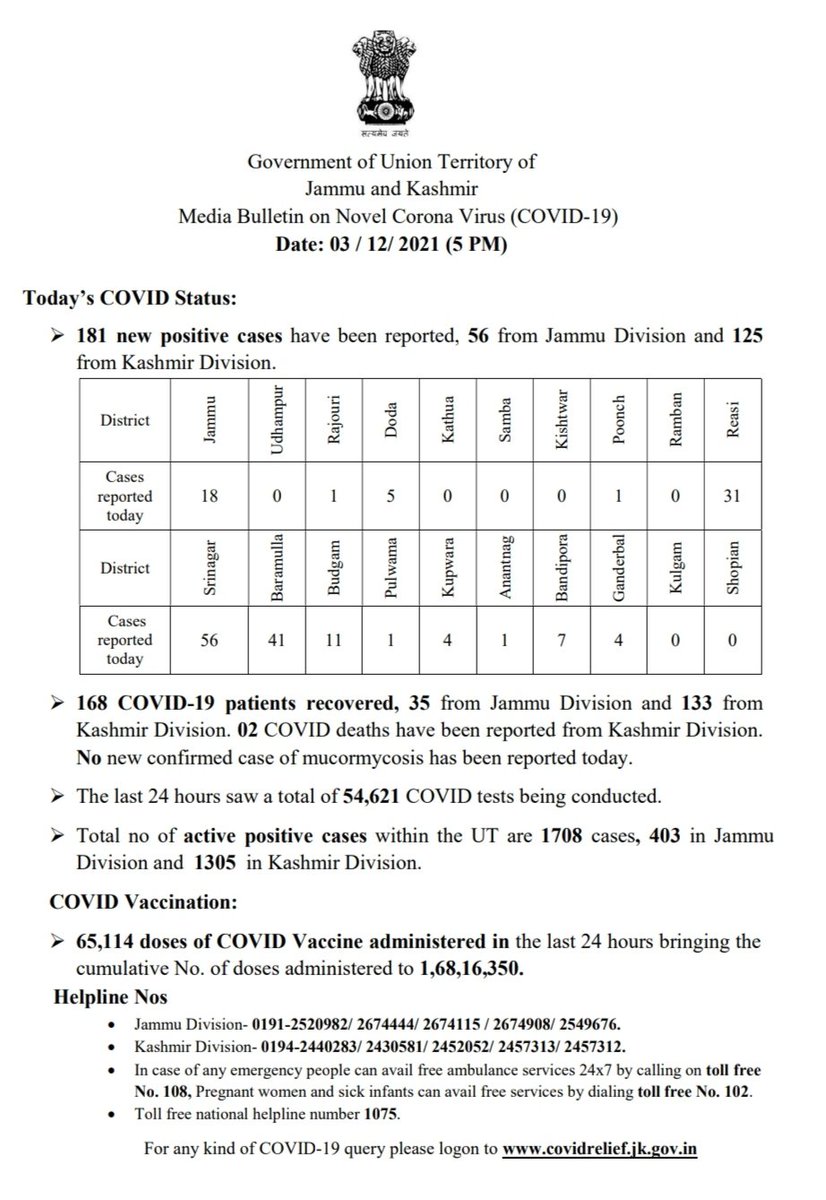 सत्यमेव जयते
Government of Union Territory of
Jammu and Kashmir
Media Bulletin on Novel Corona Virus (COVID-19)
Date: 03 / 12/ 2021 (5 PM)
Today's COVID Status:
➢ 181 new positive cases have been reported, 56 from Jammu Division and 125
from Kashmir Division.
District Jammu Udhampur Rajouri Doda Kathua Samba Kishtwar Poonch Ramban Reasi
Cases
reported
today
18 0 1 5 0 0 0 1 0 31
District Srinagar Baramulla Budgam Pulwama Kupwara Anantnag Bandipora Ganderbal Kulgam Shopian
Cases
reported
today
56 41 11 1 4 1 7 4 0 0
➢ 168 COVID-19 patients recovered, 35 from Jammu Division and 133 from
Kashmir Division. 02 COVID deaths have been reported from Kashmir Division.
No new confirmed case of mucormycosis has been reported today.
➢ The last 24 hours saw a total of 54,621 COVID tests being conducted.
➢ Total no of active positive cases within the UT are 1708 cases, 403 in Jammu
Division and 1305 in Kashmir Division.
COVID Vaccination:
➢ 65,114 doses of COVID Vaccine administered in the last 24 hours bringing the
cumulative No. of doses administered to 1,68,16,350.
Helpline Nos
• Jammu Division- 0191-2520982/ 2674444/ 2674115 / 2674908/ 2549676.
• Kashmir Division- 0194-2440283/ 2430581/ 2452052/ 2457313/ 2457312.
• In case of any emergency people can avail free ambulance services 24x7 by calling on toll free
No. 108, Pregnant women and sick infants can avail free services by dialing toll free No. 102.
• Toll free national helpline number 1075.
For any kind of COVID-19 query please logon to www.covidrelief.jk.gov.in